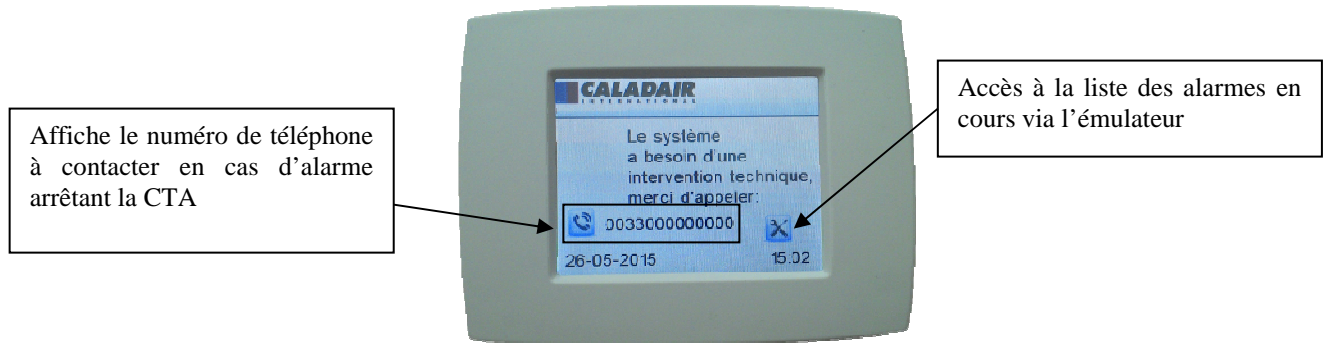 Affiche le numéro de téléphone
à contacter en cas d'alarme
arrêtant la CTA
CALADAIR
INTERNATIONAL
Le système
a besoin d'une
intervention technique,
merci d'appeler:
0033000000000
26-05-2015
15:02
Accès à la liste des alarmes en
cours via l'émulateur